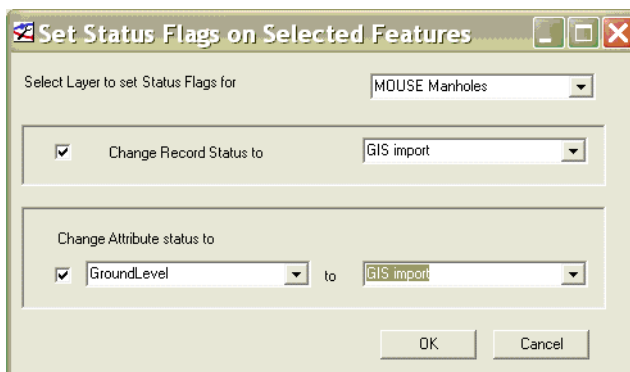 Set Status Flags on Selected Features
Select Layer to set Status Flags for MOUSE Manholes
Change Record Status to GIS import
Change Attribute status to
GroundLevel to GIS import
OK Cancel